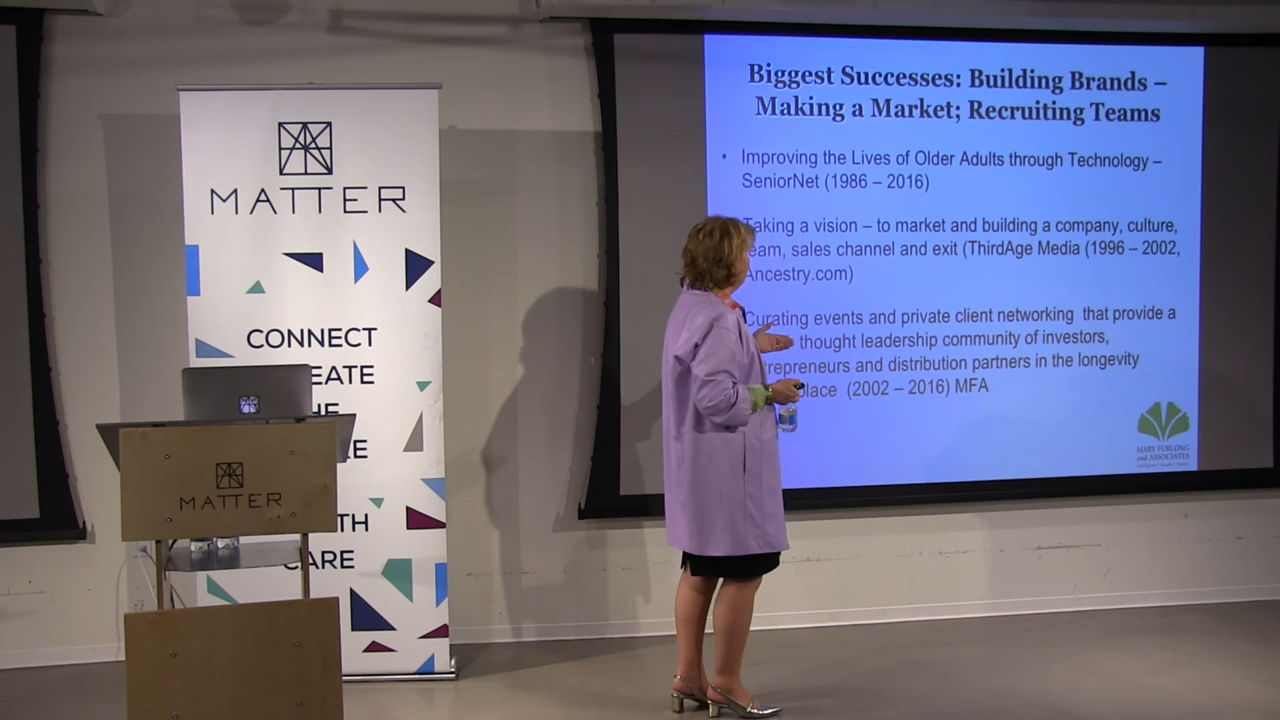 MATTER
CONNECT
EATE
HE
RE
TH
CARE
MATTER
Biggest Successes: Building Brands –
Making a Market; Recruiting Teams
• Improving the Lives of Older Adults through Technology –
SeniorNet (1986 – 2016)
Taking a vision – to market and building a company, culture,
eam, sales channel and exit (ThirdAge Media (1996 – 2002,
Ancestry.com)
Curating events and private client networking that provide a
thought leadership community of investors,
repreneurs and distribution partners in the longevity
place (2002 – 2016) MFA
MARY FURLONG
and ASSOCIATES